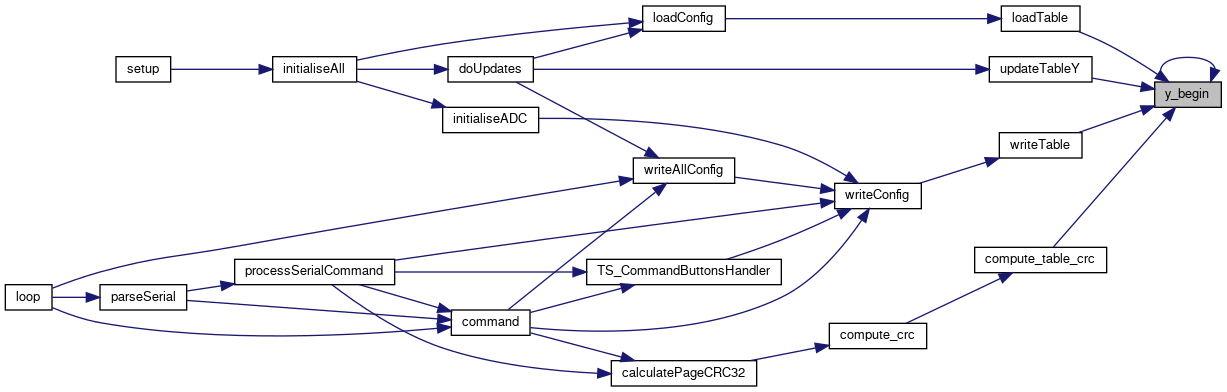 loadConfig
loadTable
setup
initialiseAll
doUpdates
updateTableY
y_begin
initialiseADC
writeTable
writeAllConfig
writeConfig
compute_table_crc
processSerialCommand
TS_CommandButtonsHandler
loop
parseSerial
command
compute_crc
calculatePageCRC32